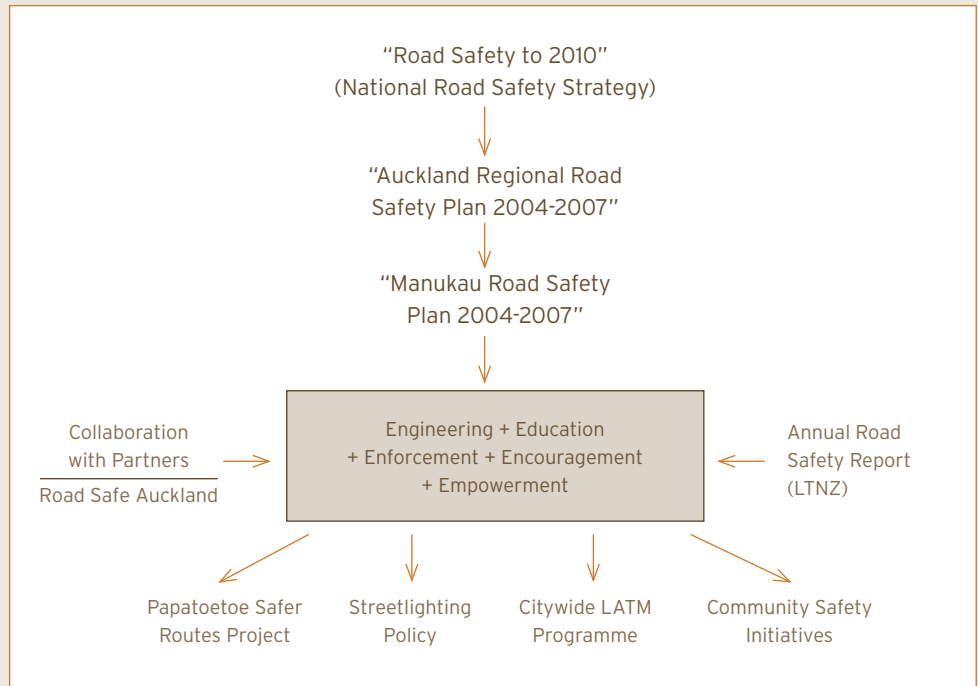 “Road Safety to 2010”
(National Road Safety Strategy)
“Auckland Regional Road
Safety Plan 2004-2007”
“Manukau Road Safety
Plan 2004-2007”
Collaboration
with Partners
Road Safe Auckland
Engineering + Education
+ Enforcement + Encouragement
+ Empowerment
Annual Road
Safety Report
(LTNZ)
Papatoetoe Safer
Routes Project
Streetlighting
Policy
Citywide LATM
Programme
Community Safety
Initiatives